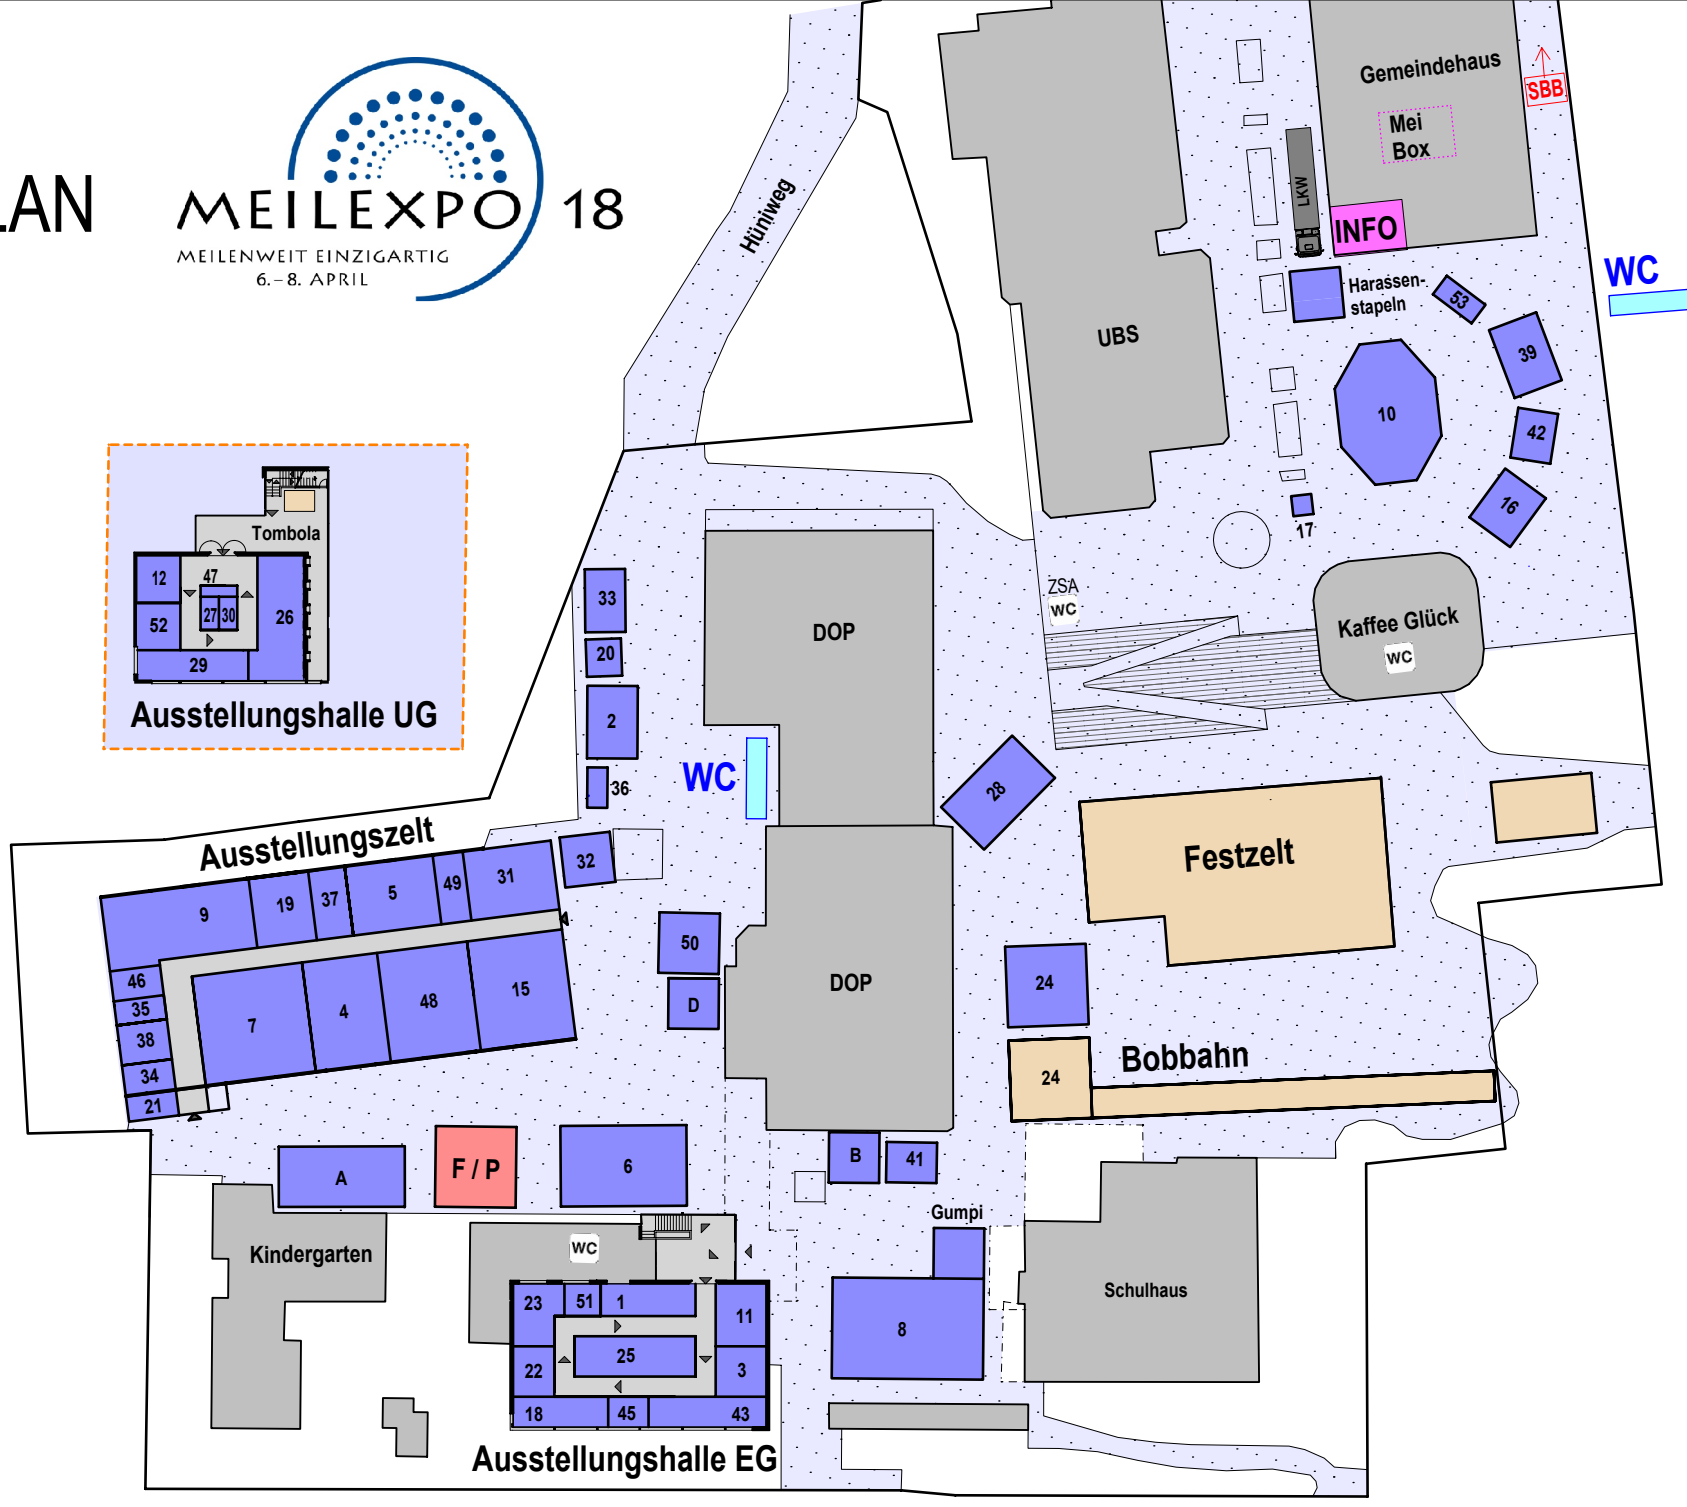 LAN
MEILEXPO 18
MEILENWEIT EINZIGARTIG
6.–8. APRIL
Hüniweg
Gemeindehaus
Mei
Box
SBB
LKW
INFO
WC
Harassen-
stapeln
53
39
UBS
10
42
16
17
ZSA
WC
Kaffee Glück
WC
Tombola
12
47
27
30
26
52
29
Ausstellungshalle UG
33
20
2
36
WC
DOP
28
Festzelt
Ausstellungszelt
32
9
19
37
5
49
31
46
35
38
34
21
7
4
48
15
50
D
DOP
24
24
Bobbahn
A
F / P
6
B
41
Gumpi
Kindergarten
WC
23
51
1
11
25
22
3
18
45
43
8
Schulhaus
Ausstellungshalle EG